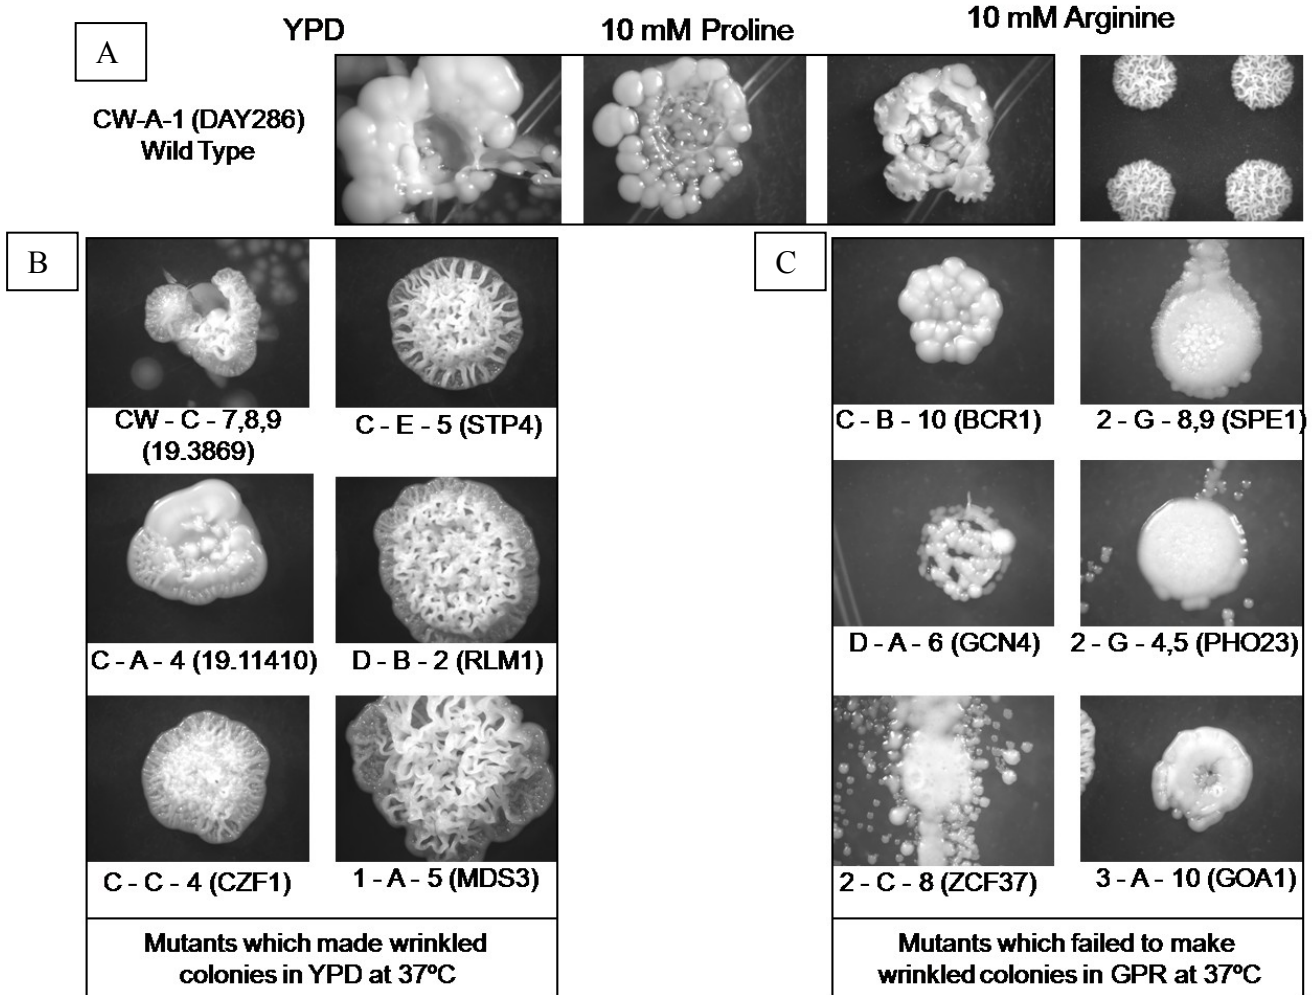 A
YPD
10 mM Proline
10 mM Arginine
CW-A-1 (DAY286)
Wild Type
B
CW - C - 7,8,9
(19.3869)
C - E - 5 (STP4)
C - A - 4 (19.11410)
D - B - 2 (RLM1)
C - C - 4 (CZF1)
1 - A - 5 (MDS3)
Mutants which made wrinkled
colonies in YPD at 37ºC
C
C - B - 10 (BCR1)
2 - G - 8,9 (SPE1)
D - A - 6 (GCN4)
2 - G - 4,5 (PHO23)
2 - C - 8 (ZCF37)
3 - A - 10 (GOA1)
Mutants which failed to make
wrinkled colonies in GPR at 37ºC